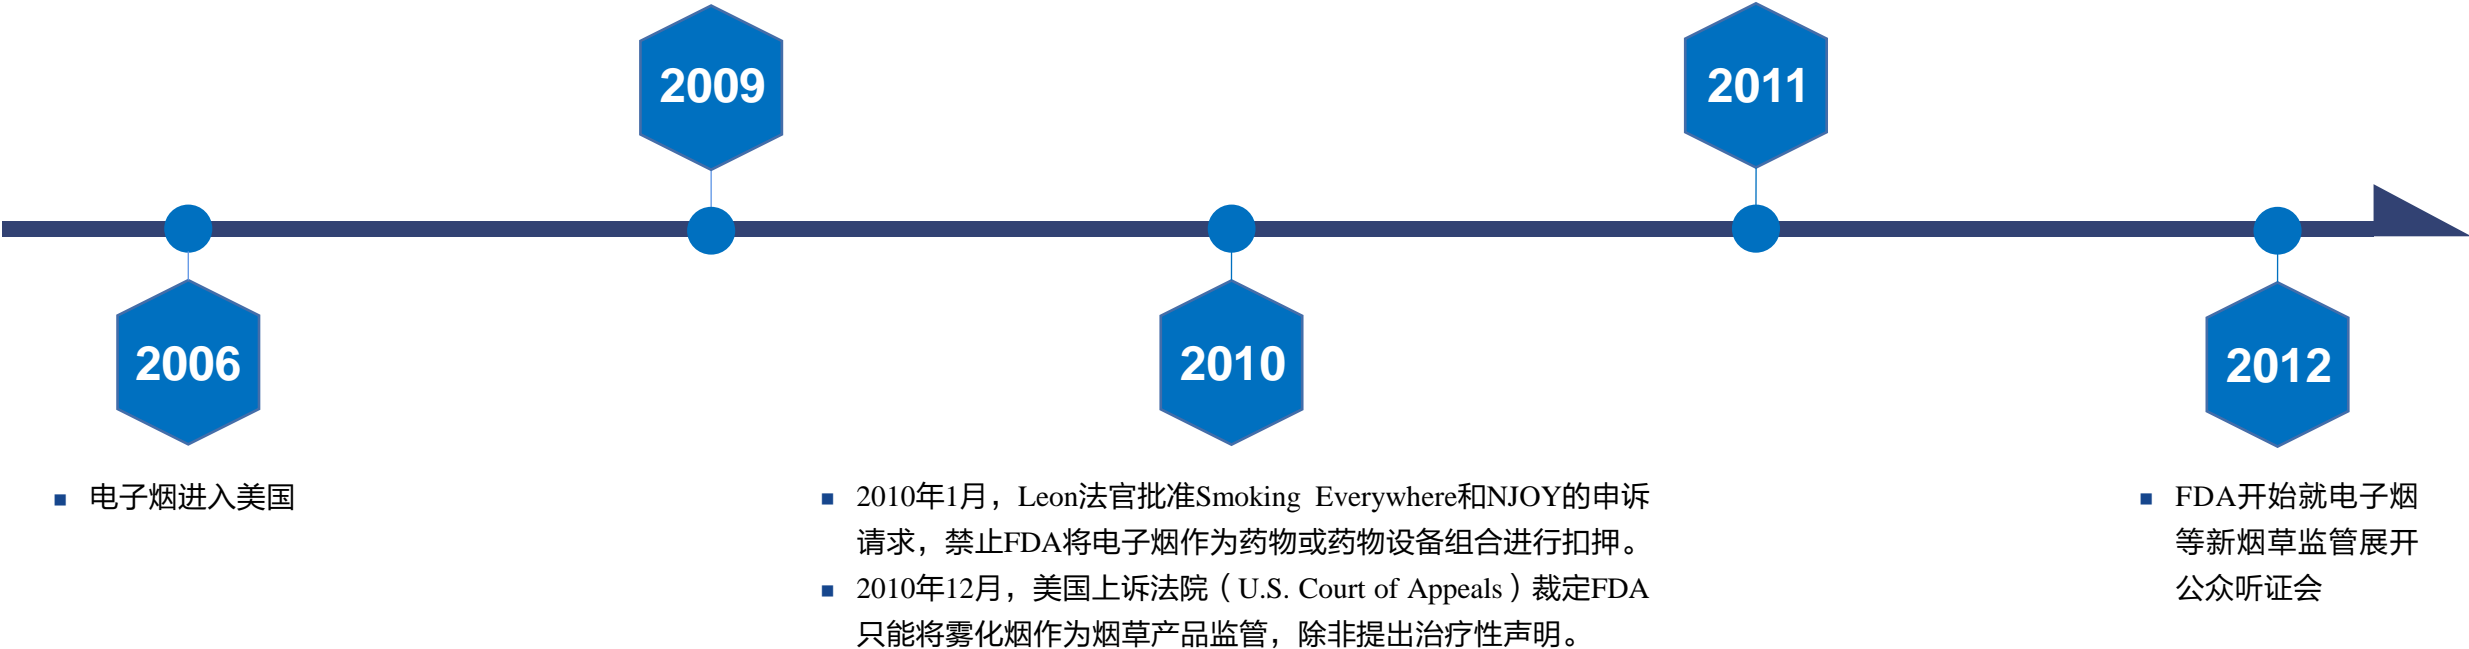 2009
2011
2006
2010
2012
▪ 电子烟进入美国
▪ 2010年1月，Leon法官批准Smoking Everywhere和NJOY的申诉
请求，禁止FDA将电子烟作为药物或药物设备组合进行扣押。
▪ 2010年12月，美国上诉法院（U.S. Court of Appeals）裁定FDA
只能将雾化烟作为烟草产品监管，除非提出治疗性声明。
▪ FDA开始就电子烟
等新烟草监管展开
公众听证会